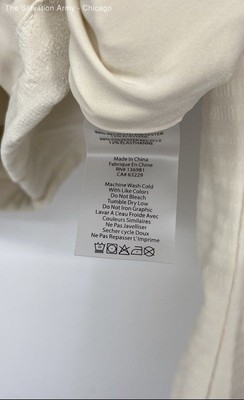 The Salvation Army - Chicago
Made In China
Fabriqué En Chine
RN# 136981
CA# 63229
Machine Wash Cold
With Like Colors
Do Not Bleach
Tumble Dry Low
Do Not Iron Graphic
Lavar A L'eau Froide Avec
Couleurs Similaires
Ne Pas Javelliser
Secher cycle Doux
Ne Pas Repasser L'Imprime